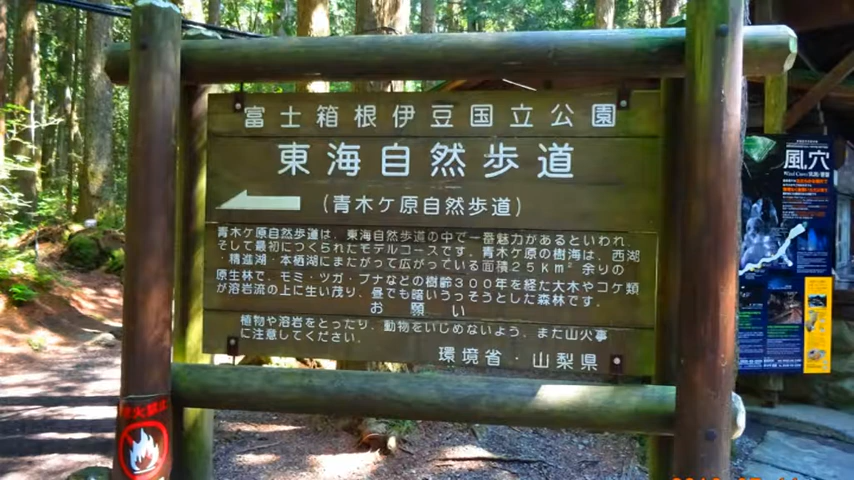 富士箱根伊豆国立公園
東海自然歩道
(青木ケ原自然歩道)
青木ケ原自然歩道は、東海自然歩道の中で一番魅力があるといわれ、
そして最初につくられたモデルコースです。青木ケ原の樹海は、西湖
・精進湖・本栖湖にまたがって広がっている面積25km²余りの
原生林で、モミ・ツガ・ブナなどの樹齢300年を経た大木やコケ類
が溶岩流の上に生い茂り、昼でも暗いうっそうとした森林です。
お願い
植物や溶岩をとったり、動物をいじめないよう、また山火事
に注意してください。
環境省・山梨県
風穴